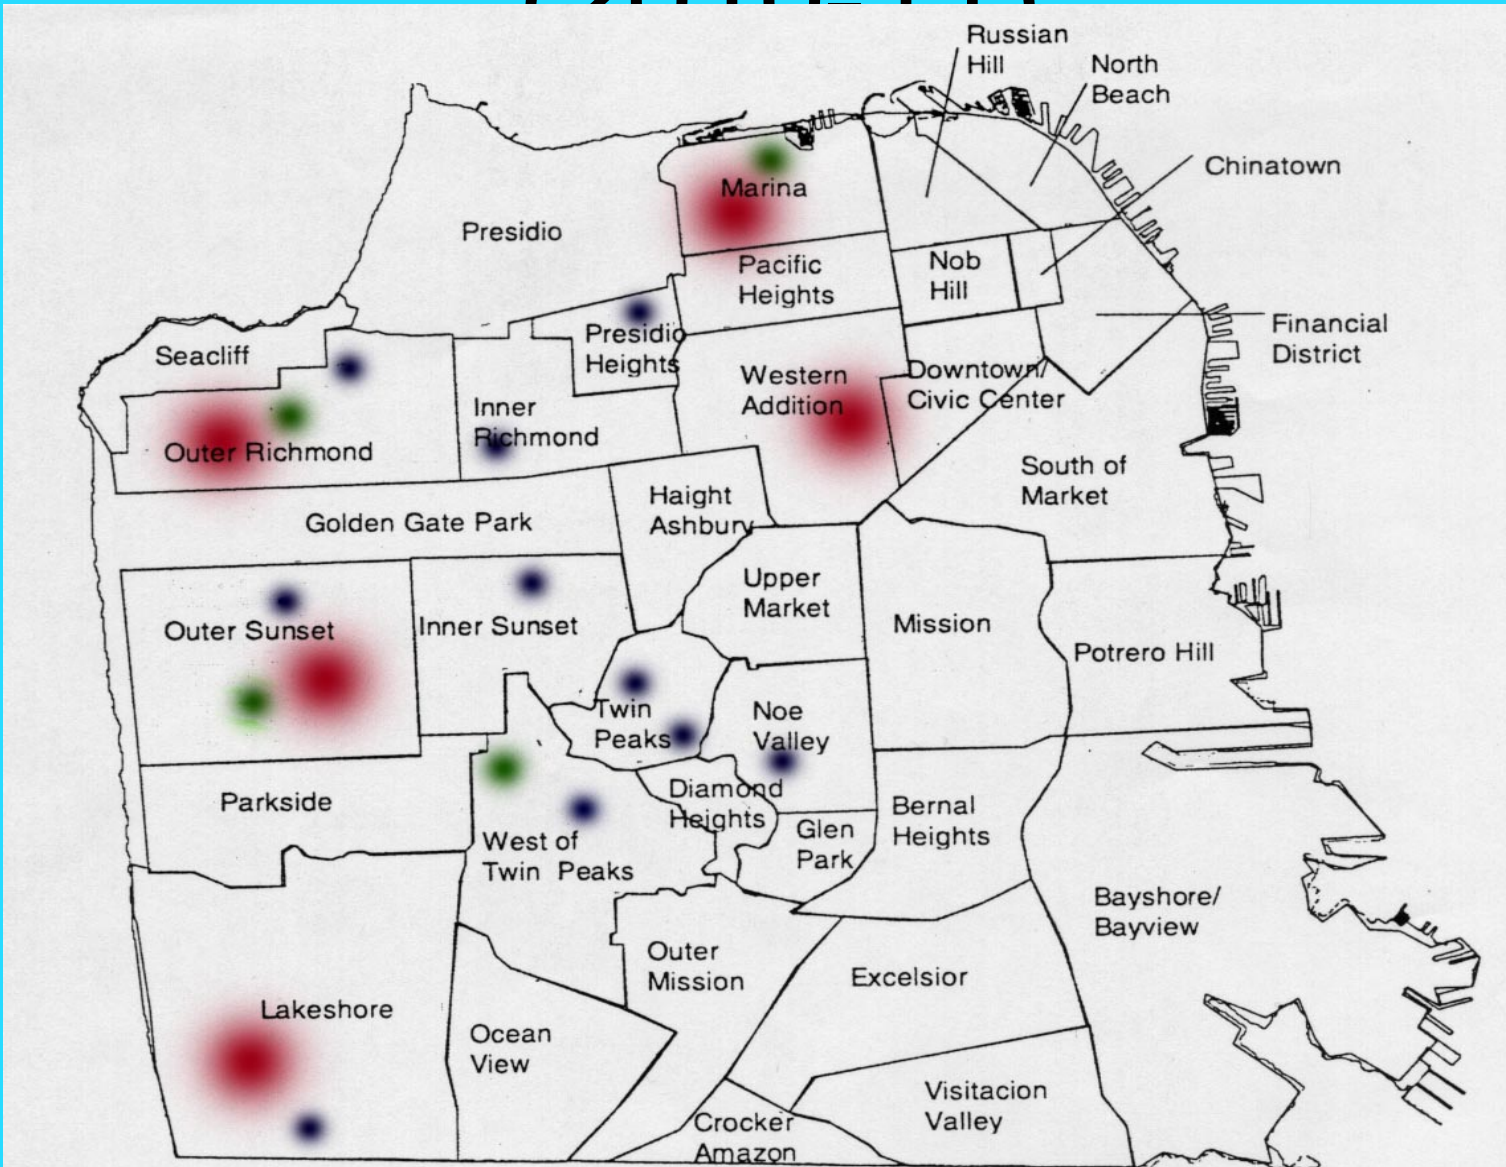 Russian
Hill
North
Beach
Chinatown
Marina
Presidio
Pacific
Heights
Nob
Hill
Presidio
Heights
Financial
District
Seacliff
Western
Addition
Downtown/
Civic Center
Inner
Richmond
Outer Richmond
South of
Market
Haight
Ashbury
Golden Gate Park
Upper
Market
Outer Sunset
Inner Sunset
Mission
Potrero Hill
Twin
Peaks
Noe
Valley
Diamond
Heights
Parkside
West of
Twin Peaks
Glen
Park
Bernal
Heights
Bayshore/
Bayview
Outer
Mission
Excelsior
Lakeshore
Ocean
View
Visitacion
Valley
Crocker
Amazon